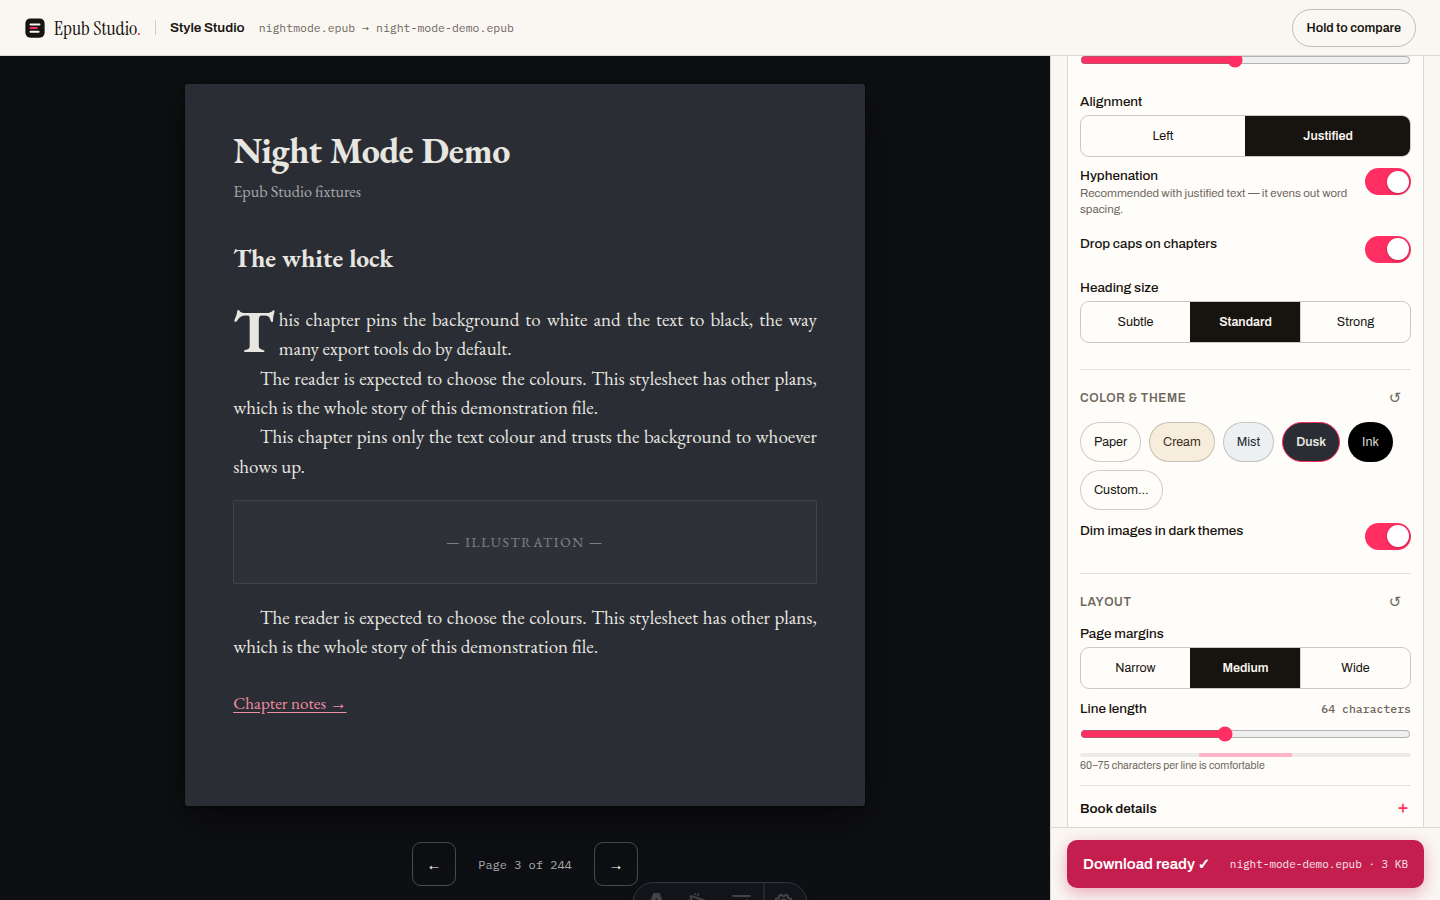 Epub Studio.
Style Studio
nightmode.epub → night-mode-demo.epub
Hold to compare
Night Mode Demo
Epub Studio fixtures
The white lock
This chapter pins the background to white and the text to black, the way
many export tools do by default.
The reader is expected to choose the colours. This stylesheet has other plans,
which is the whole story of this demonstration file.
This chapter pins only the text colour and trusts the background to whoever
shows up.
— ILLUSTRATION —
The reader is expected to choose the colours. This stylesheet has other plans,
which is the whole story of this demonstration file.
Chapter notes →
←
Page 3 of 244
→
Alignment
Left
Justified
Hyphenation
Recommended with justified text — it evens out word
spacing.
Drop caps on chapters
Heading size
Subtle
Standard
Strong
COLOR & THEME ↺
Paper
Cream
Mist
Dusk
Ink
Custom...
Dim images in dark themes
LAYOUT ↺
Page margins
Narrow
Medium
Wide
Line length
64 characters
60–75 characters per line is comfortable
Book details +
Download ready ✓ night-mode-demo.epub · 3 KB